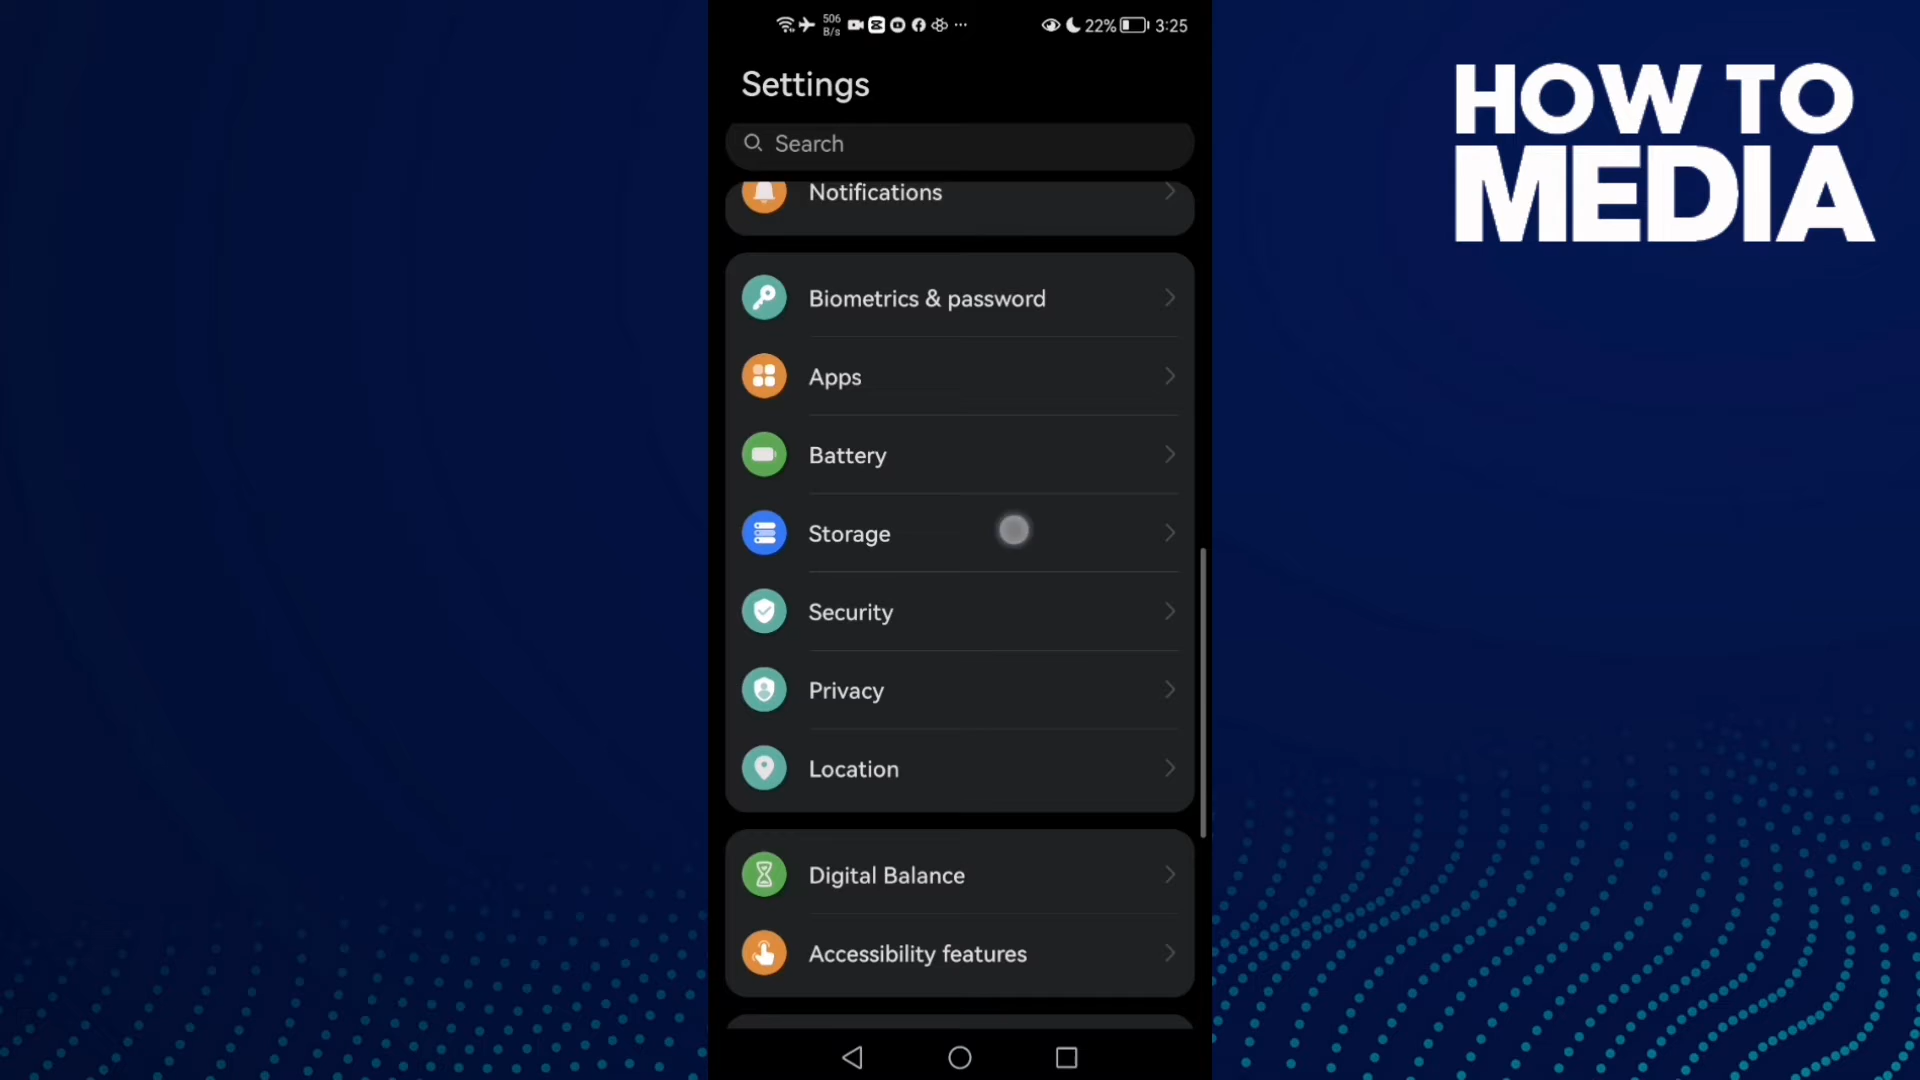 506
B/s
22%
3:25
Settings
Search
Notifications
Biometrics & password
Apps
Battery
Storage
Security
Privacy
Location
Digital Balance
Accessibility features
HOW TO
MEDIA